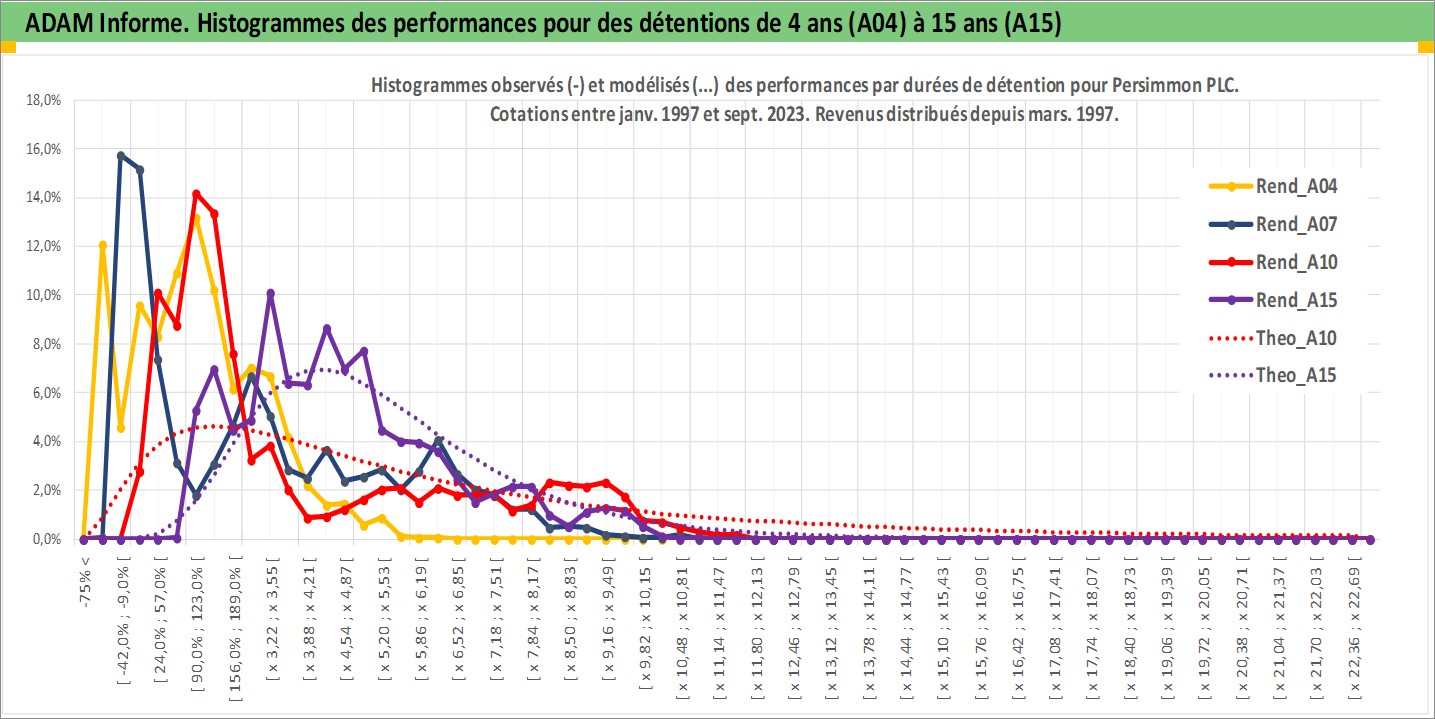 ADAM Informe. Histogrammes des performances pour des détentions de 4 ans (A04) à 15 ans (A15)
Histogrammes observés (-) et modélisés (...) des performances par durées de détention pour Persimmon PLC.
Cotations entre janv. 1997 et sept. 2023. Revenus distribués depuis mars. 1997.
18,0%
16,0%
14,0%
12,0%
10,0%
8,0%
6,0%
4,0%
2,0%
0,0%
Rend_A04
Rend_A07
Rend_A10
Rend_A15
Theo_A10
Theo_A15
-75% <
[ -42,0% ; -9,0% [
[ 24,0% ; 57,0% [
[ 90,0% ; 123,0% [
[ 156,0% ; 189,0% [
[ x 3,22 ; x 3,55 [
[ x 3,88 ; x 4,21 [
[ x 4,54 ; x 4,87 [
[ x 5,20 ; x 5,53 [
[ x 5,86 ; x 6,19 [
[ x 6,52 ; x 6,85 [
[ x 7,18 ; x 7,51 [
[ x 7,84 ; x 8,17 [
[ x 8,50 ; x 8,83 [
[ x 9,16 ; x 9,49 [
[ x 9,82 ; x 10,15 [
[ x 10,48 ; x 10,81 [
[ x 11,14 ; x 11,47 [
[ x 11,80 ; x 12,13 [
[ x 12,46 ; x 12,79 [
[ x 13,12 ; x 13,45 [
[ x 13,78 ; x 14,11 [
[ x 14,44 ; x 14,77 [
[ x 15,10 ; x 15,43 [
[ x 15,76 ; x 16,09 [
[ x 16,42 ; x 16,75 [
[ x 17,08 ; x 17,41 [
[ x 17,74 ; x 18,07 [
[ x 18,40 ; x 18,73 [
[ x 19,06 ; x 19,39 [
[ x 19,72 ; x 20,05 [
[ x 20,38 ; x 20,71 [
[ x 21,04 ; x 21,37 [
[ x 21,70 ; x 22,03 [
[ x 22,36 ; x 22,69 [